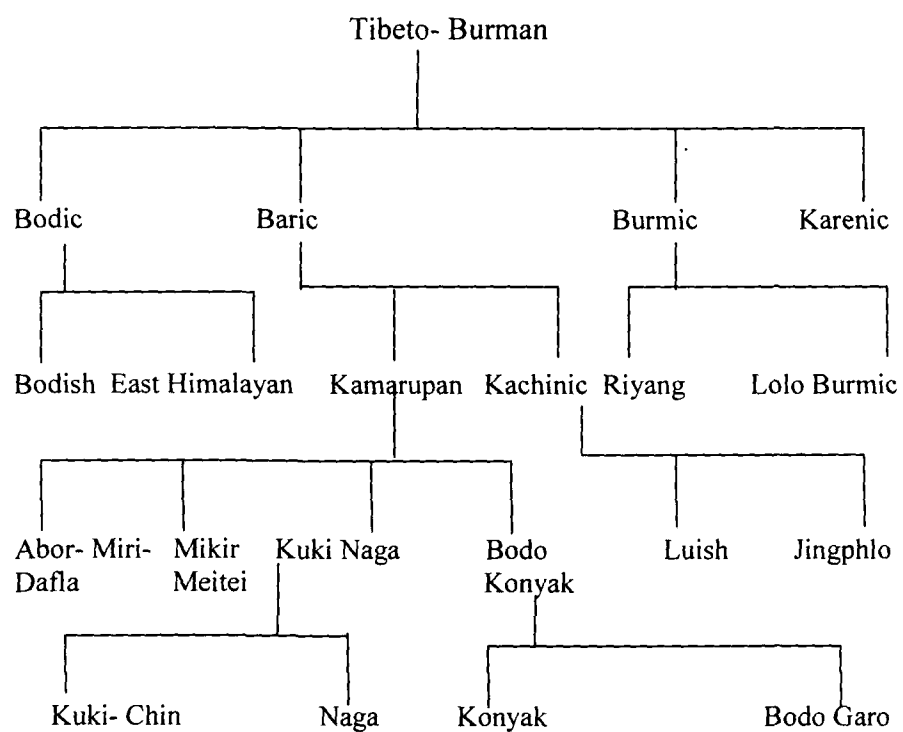 Tibeto- Burman
Bodic Baric Burmic Karenic
Bodish East Himalayan Kamarupan Kachinic Riyang Lolo Burmic
Abor- Miri- Mikir Kuki Naga Bodo Luish Jingphlo
Dafla Meitei Konyak
Kuki- Chin Naga Konyak Bodo Garo